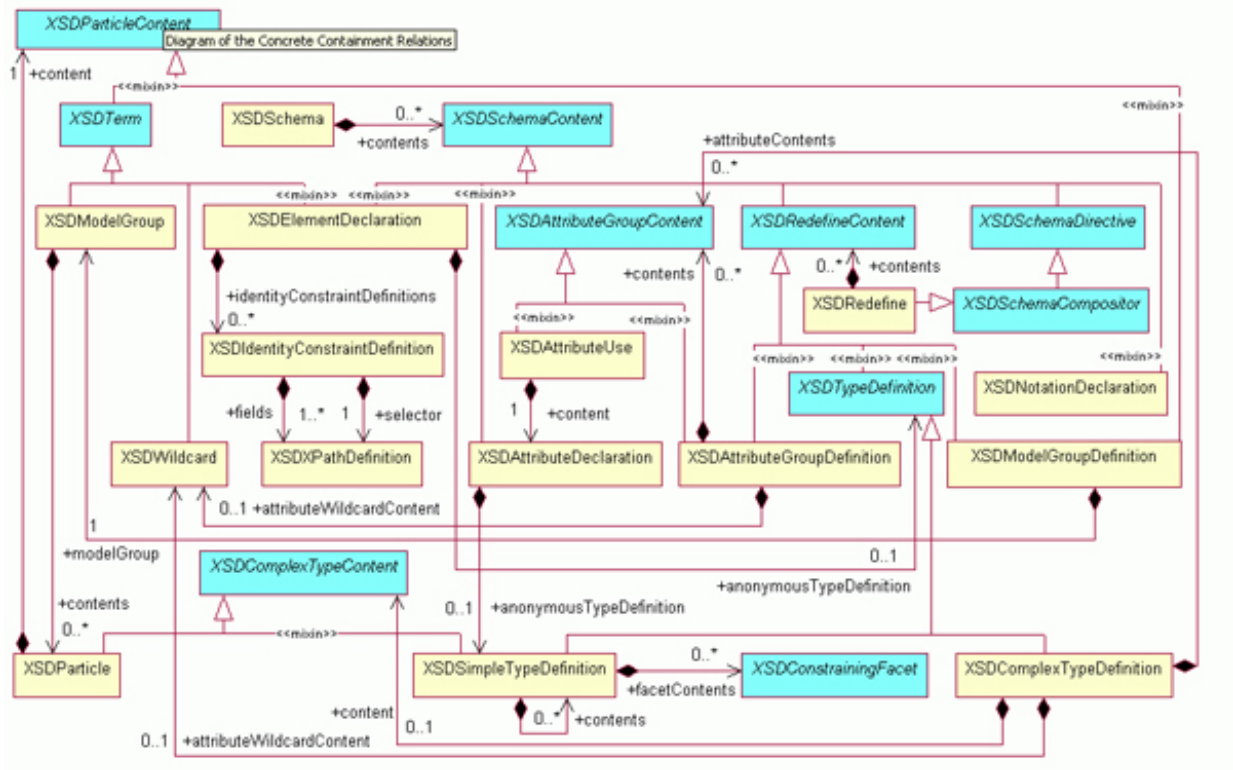 XSDParticleContent
Diagram of the Concrete Containment Relations
1 +content
<<mixin>>
<<mixin>>
XSDTerm
XSDSchema
0..*
+contents
XSDSchemaContent
+attributeContents
0..*
<<mixin>> <<mixin>> <<mixin>>
XSDModelGroup
XSDElementDeclaration
XSDAttributeGroupContent
XSDRedefineContent
XSDSchemaDirective
+contents 0..*
0..* +contents
+identityConstraintDefinitions
0..*
XSDRedefine
XSDSchemaCompositor
<<mixin>> <<mixin>>
XSDIdentityConstraintDefinition
XSDAttributeUse
<<mixin>> <<mixin>> <<mixin>> <<mixin>>
XSDTypeDefinition
XSDNotationDeclaration
+fields 1..* 1 +selector
1 +content
XSDWildcard
XSDXPathDefinition
XSDAttributeDeclaration
XSDAttributeGroupDefinition
XSDModelGroupDefinition
0..1 +attributeWildcardContent
1
+modelGroup
0..1
+anonymousTypeDefinition
XSDComplexTypeContent
+contents
0..*
0..1 +anonymousTypeDefinition
<<mixin>>
XSDParticle
XSDSimpleTypeDefinition
0..*
+facetContents
XSDConstrainingFacet
XSDComplexTypeDefinition
+content 0..1
0..* +contents
0..1 +attributeWildcardContent